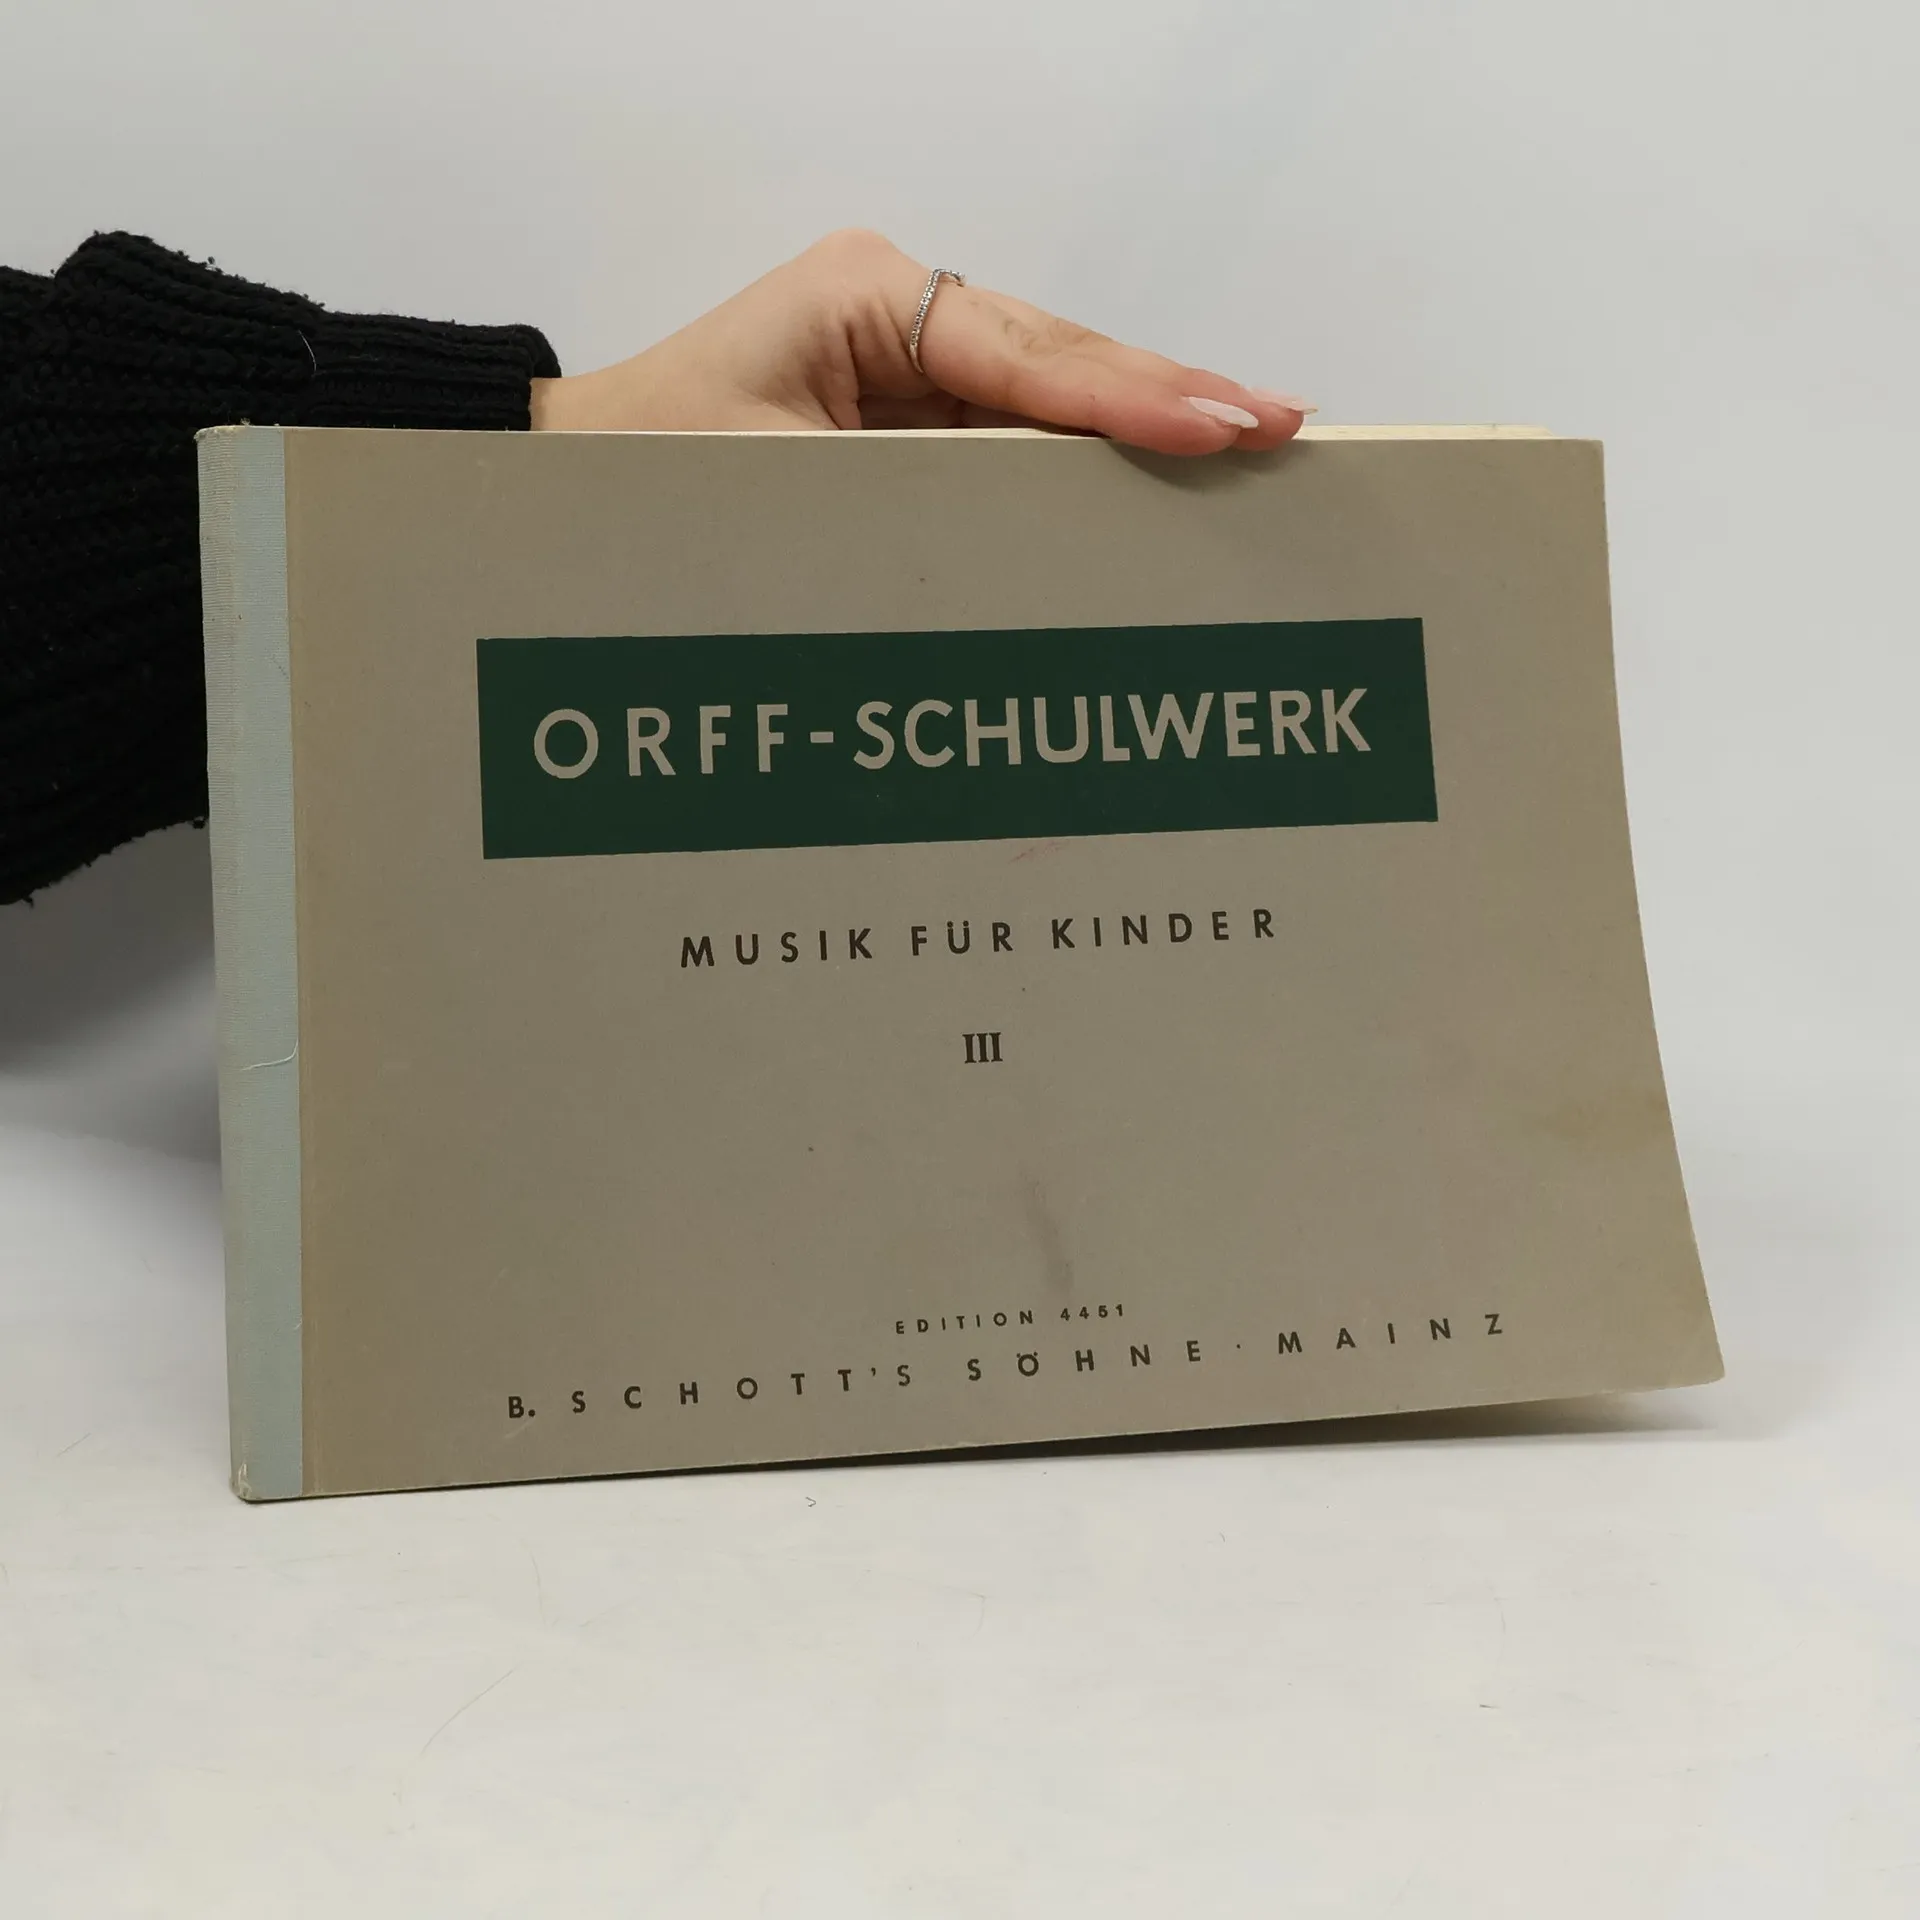 ORFF-SCHULWERK
MUSIK FÜR KINDER
III
EDITION 4451
B. SCHOTT'S SÖHNE · MAINZ